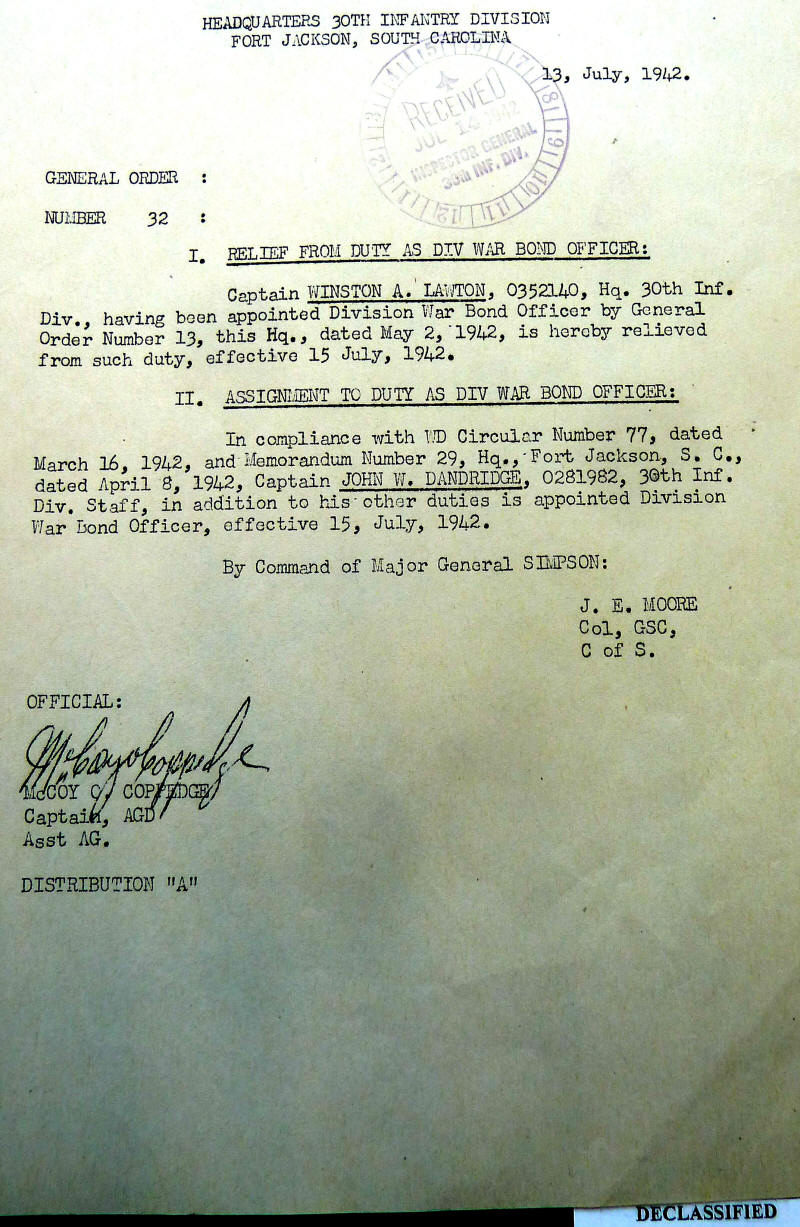 HEADQUARTERS 30TH INFANTRY DIVISION
FORT JACKSON, SOUTH CAROLINA
13, July, 1942.
RECEIVED
JUL 14 1942
INSPECTOR GENERAL
30TH INF. DIV.
GENERAL ORDER :
NUMBER 32 :
I. RELIEF FROM DUTY AS DIV WAR BOND OFFICER:
Captain WINSTON A. LAWTON, O352140, Hq. 30th Inf.
Div., having been appointed Division War Bond Officer by General
Order Number 13, this Hq., dated May 2, 1942, is hereby relieved
from such duty, effective 15 July, 1942.
II. ASSIGNMENT TO DUTY AS DIV WAR BOND OFFICER:
In compliance with WD Circular Number 77, dated
March 16, 1942, and Memorandum Number 29, Hq., Fort Jackson, S. C.,
dated April 8, 1942, Captain JOHN W. DANDRIDGE, O281982, 30th Inf.
Div. Staff, in addition to his other duties is appointed Division
War Bond Officer, effective 15, July, 1942.
By Command of Major General SIMPSON:
J. E. MOORE
Col, GSC,
C of S.
OFFICIAL:
McCoy O Coppedge
McCOY O. COPPEDGE
Captain, AGD
Asst AG.
DISTRIBUTION "A"
DECLASSIFIED